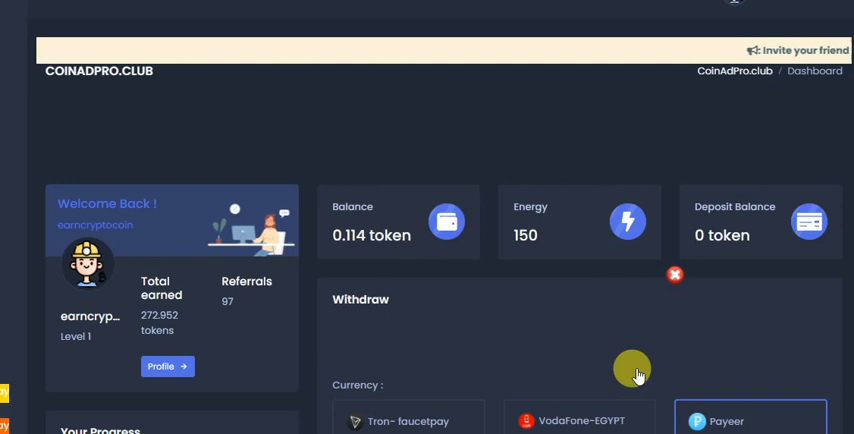 : Invite your friend
COINADPRO.CLUB
CoinAdPro.club / Dashboard
Welcome Back !
earncryptocoin
Balance
0.114 token
Energy
150
Deposit Balance
0 token
Total earned
272.952 tokens
Referrals
97
earncryp...
Level 1
Profile →
Withdraw
Currency :
Tron- faucetpay
VodaFone-EGYPT
Payeer
Your Progress